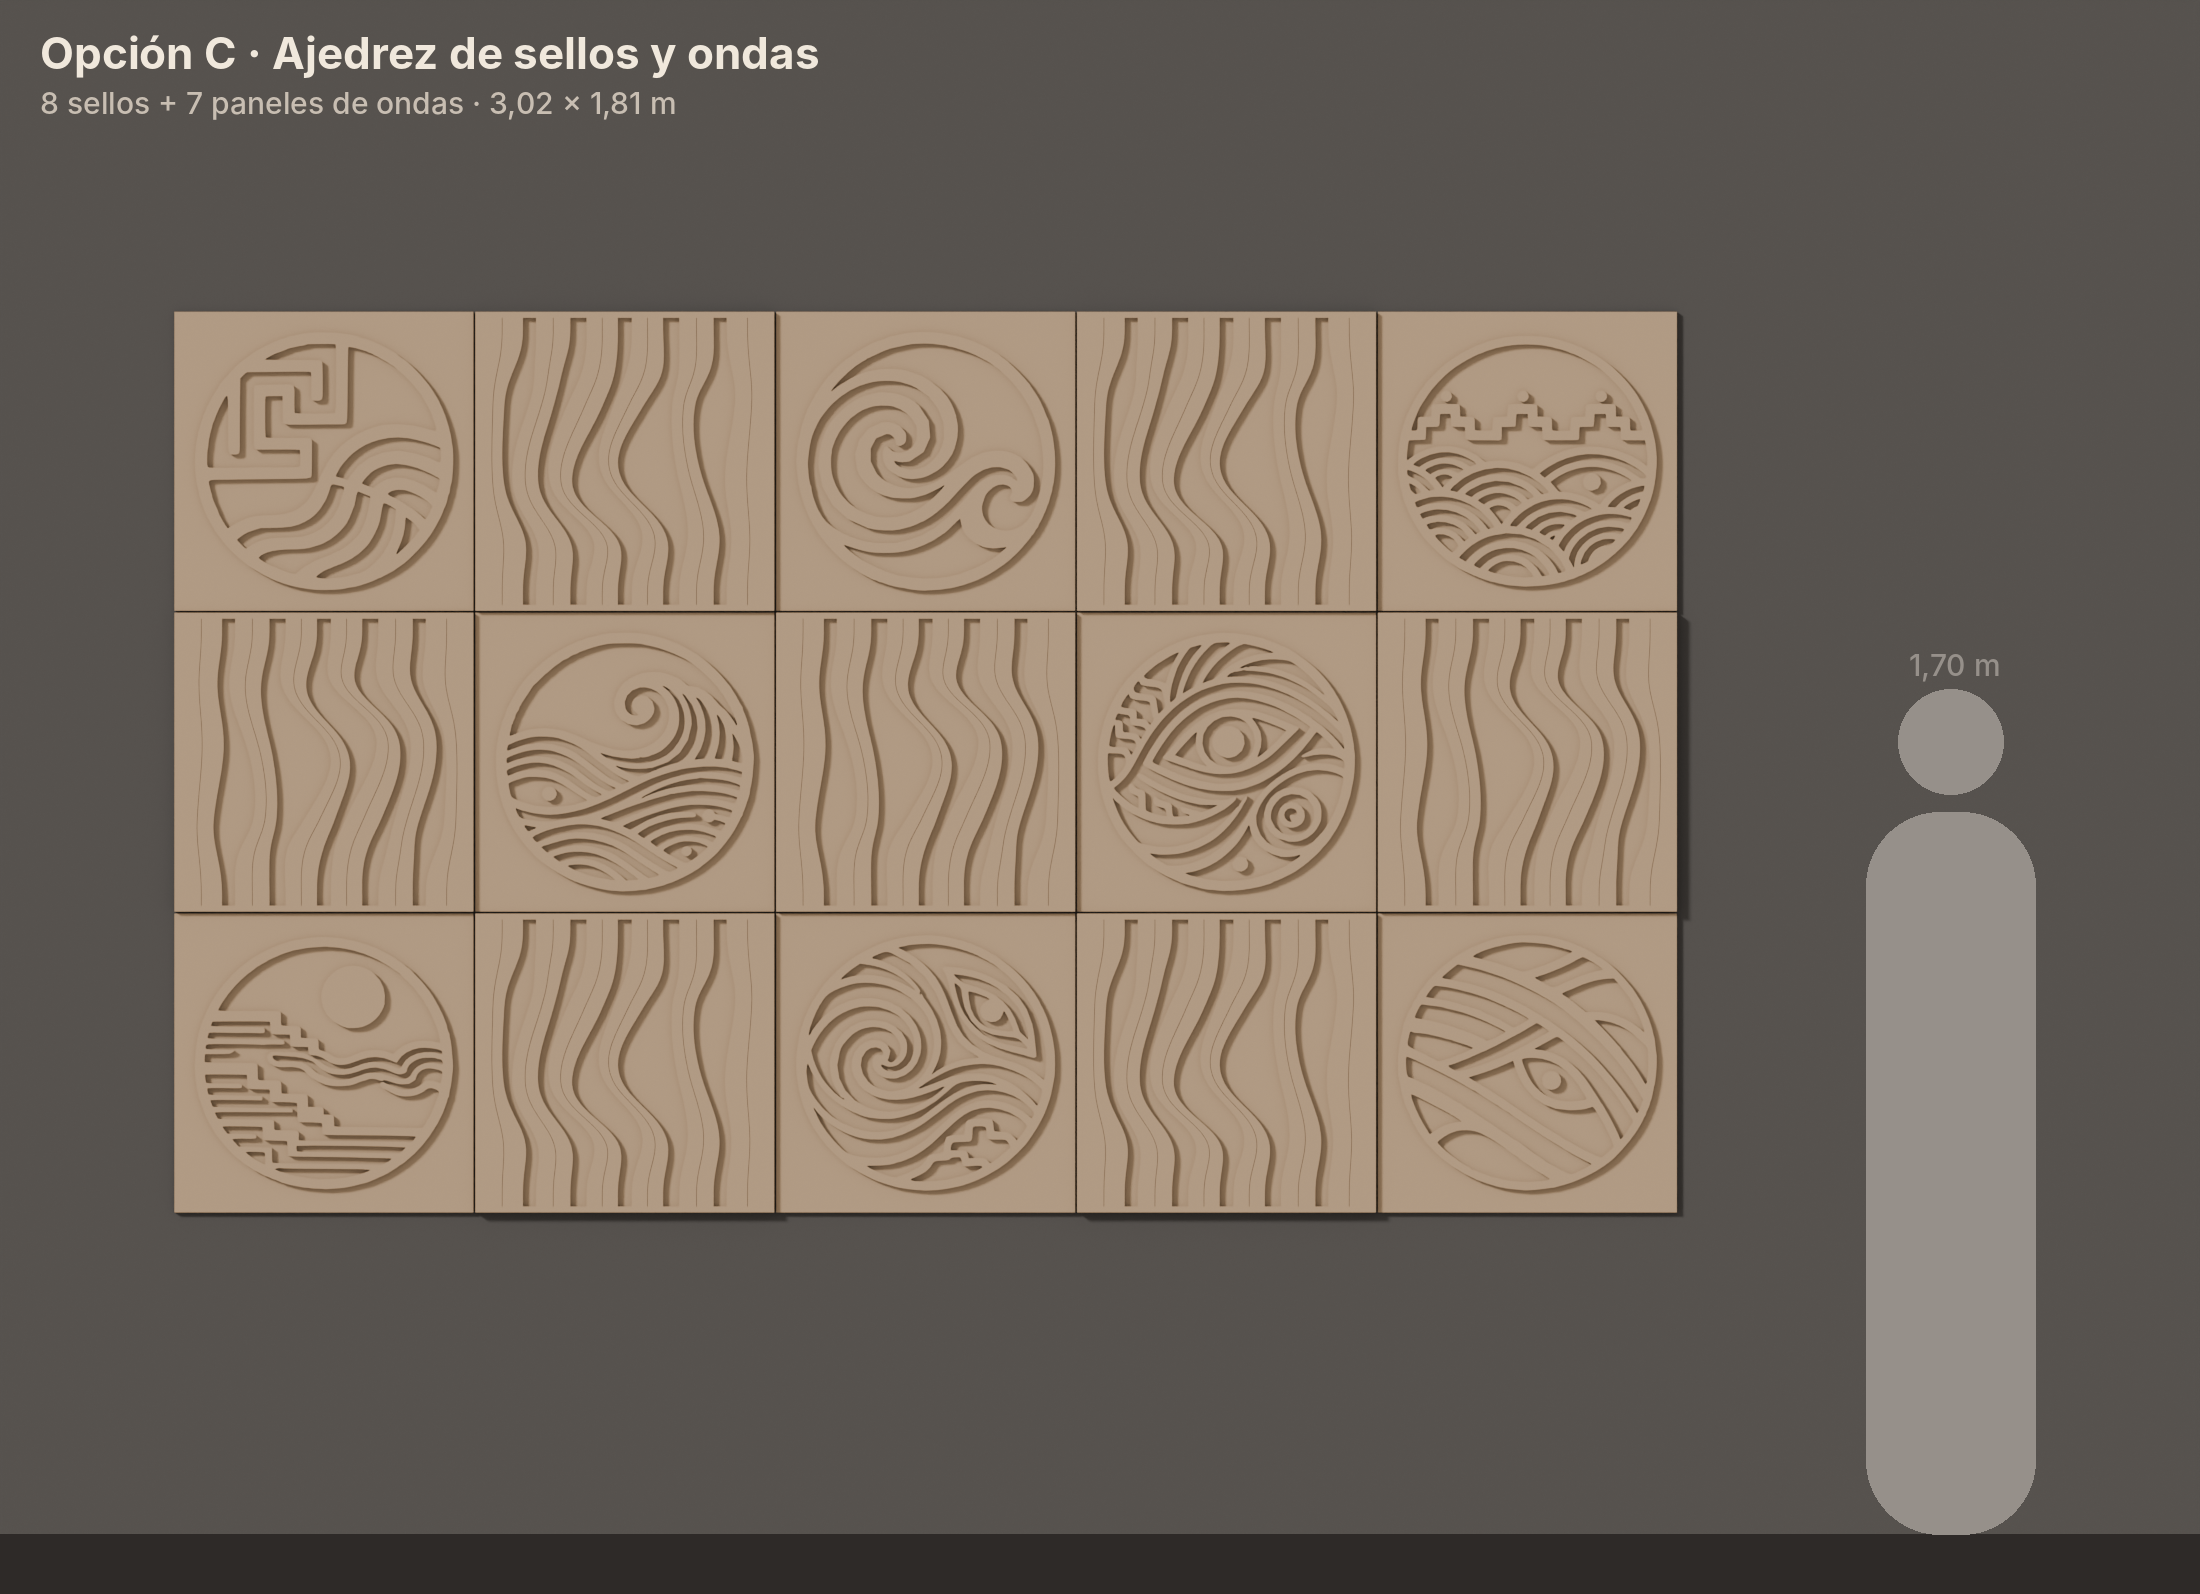 Opción C · Ajedrez de sellos y ondas
8 sellos + 7 paneles de ondas · 3,02 × 1,81 m
1,70 m